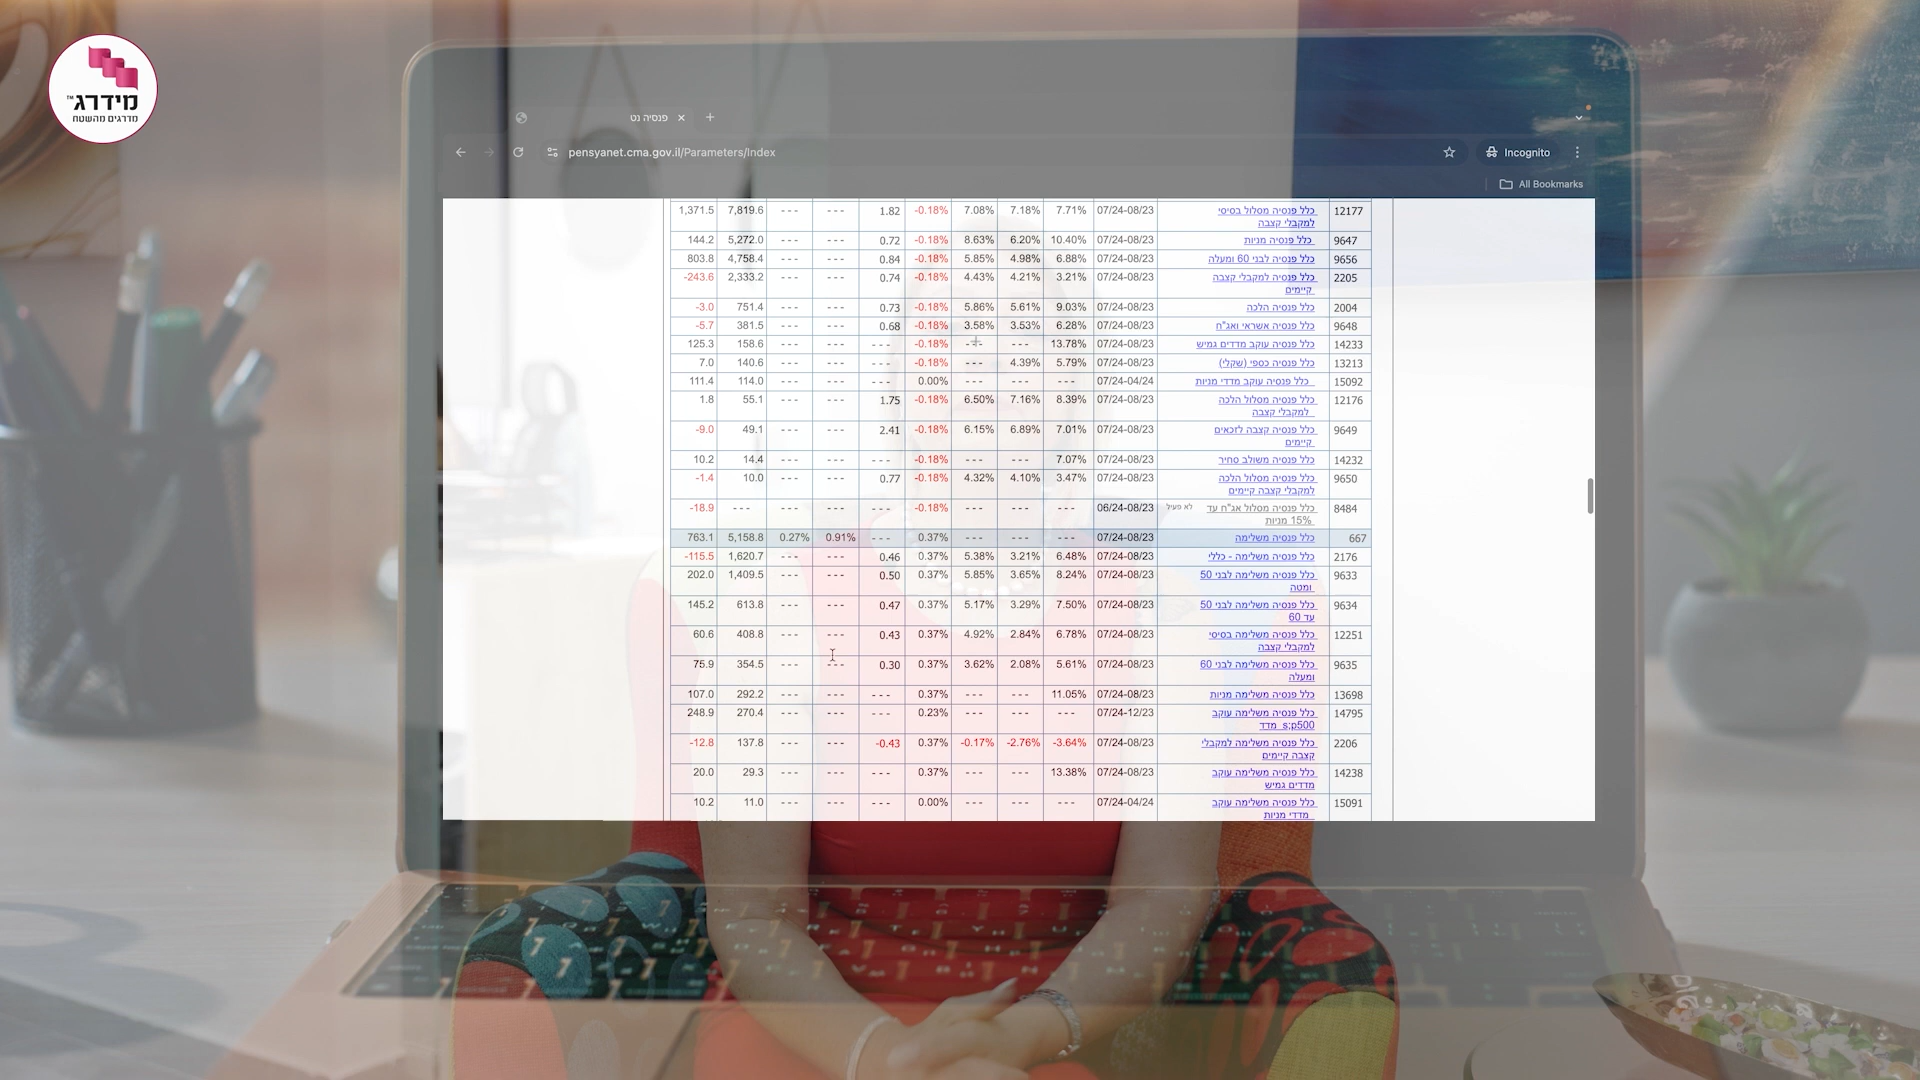 מידרג™
מדרגים מהשטח
פנסיה נט
pensyanet.cma.gov.il/Parameters/Index
Incognito
All Bookmarks
1,371.5 7,819.6 --- --- 1.82 -0.18% 7.08% 7.18% 7.71% 07/24-08/23 כלל פנסיה מסלול בסיסי 12177
למקבלי קצבה
144.2 5,272.0 --- --- 0.72 -0.18% 8.63% 6.20% 10.40% 07/24-08/23 כלל פנסיה מניות 9647
803.8 4,758.4 --- --- 0.84 -0.18% 5.85% 4.98% 6.88% 07/24-08/23 כלל פנסיה לבני 60 ומעלה 9656
-243.6 2,333.2 --- --- 0.74 -0.18% 4.43% 4.21% 3.21% 07/24-08/23 כלל פנסיה למקבלי קצבה 2205
קיימים
-3.0 751.4 --- --- 0.73 -0.18% 5.86% 5.61% 9.03% 07/24-08/23 כלל פנסיה הלכה 2004
-5.7 381.5 --- --- 0.68 -0.18% 3.58% 3.53% 6.28% 07/24-08/23 כלל פנסיה אשראי ואג"ח 9648
125.3 158.6 --- --- --- -0.18% --- --- 13.78% 07/24-08/23 כלל פנסיה עוקב מדדים גמיש 14233
7.0 140.6 --- --- --- -0.18% --- 4.39% 5.79% 07/24-08/23 כלל פנסיה כספי (שקלי) 13213
111.4 114.0 --- --- --- 0.00% --- --- --- 07/24-04/24 כלל פנסיה עוקב מדדי מניות 15092
1.8 55.1 --- --- 1.75 -0.18% 6.50% 7.16% 8.39% 07/24-08/23 כלל פנסיה מסלול הלכה 12176
למקבלי קצבה
-9.0 49.1 --- --- 2.41 -0.18% 6.15% 6.89% 7.01% 07/24-08/23 כלל פנסיה קצבה לזכאים 9649
קיימים
10.2 14.4 --- --- --- -0.18% --- --- 7.07% 07/24-08/23 כלל פנסיה משולב סחיר 14232
-1.4 10.0 --- --- 0.77 -0.18% 4.32% 4.10% 3.47% 07/24-08/23 כלל פנסיה מסלול הלכה 9650
למקבלי קצבה קיימים
-18.9 --- --- --- --- -0.18% --- --- --- 06/24-08/23 לא פעיל כלל פנסיה מסלול אג"ח עד 8484
15% מניות
763.1 5,158.8 0.27% 0.91% --- 0.37% --- --- --- 07/24-08/23 כלל פנסיה משלימה 667
-115.5 1,620.7 --- --- 0.46 0.37% 5.38% 3.21% 6.48% 07/24-08/23 כלל פנסיה משלימה - כללי 2176
202.0 1,409.5 --- --- 0.50 0.37% 5.85% 3.65% 8.24% 07/24-08/23 כלל פנסיה משלימה לבני 50 9633
ומטה
145.2 613.8 --- --- 0.47 0.37% 5.17% 3.29% 7.50% 07/24-08/23 כלל פנסיה משלימה לבני 50 9634
עד 60
60.6 408.8 --- --- 0.43 0.37% 4.92% 2.84% 6.78% 07/24-08/23 כלל פנסיה משלימה בסיסי 12251
למקבלי קצבה
75.9 354.5 --- --- 0.30 0.37% 3.62% 2.08% 5.61% 07/24-08/23 כלל פנסיה משלימה לבני 60 9635
ומעלה
107.0 292.2 --- --- --- 0.37% --- --- 11.05% 07/24-08/23 כלל פנסיה משלימה מניות 13698
248.9 270.4 --- --- --- 0.23% --- --- --- 07/24-12/23 כלל פנסיה משלימה עוקב 14795
s;p500 מדד
-12.8 137.8 --- --- -0.43 0.37% -0.17% -2.76% -3.64% 07/24-08/23 כלל פנסיה משלימה למקבלי 2206
קצבה קיימים
20.0 29.3 --- --- --- 0.37% --- --- 13.38% 07/24-08/23 כלל פנסיה משלימה עוקב 14238
מדדים גמיש
10.2 11.0 --- --- --- 0.00% --- --- --- 07/24-04/24 כלל פנסיה משלימה עוקב 15091
מדדי מניות